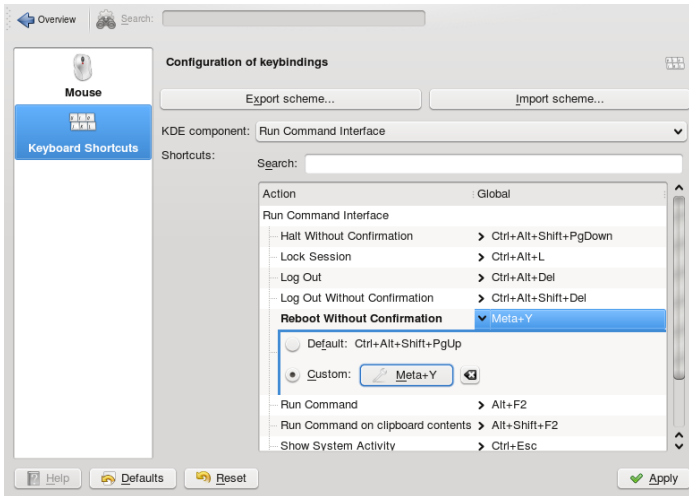 Overview Search:
Mouse
Keyboard Shortcuts
Configuration of keybindings
Export scheme... Import scheme...
KDE component: Run Command Interface
Shortcuts:
Search:
Action Global
Run Command Interface
Halt Without Confirmation Ctrl+Alt+Shift+PgDown
Lock Session Ctrl+Alt+L
Log Out Ctrl+Alt+Del
Log Out Without Confirmation Ctrl+Alt+Shift+Del
Reboot Without Confirmation Meta+Y
Default: Ctrl+Alt+Shift+PgUp
Custom: Meta+Y
Run Command Alt+F2
Run Command on clipboard contents Alt+Shift+F2
Show System Activity Ctrl+Esc
Help Defaults Reset Apply